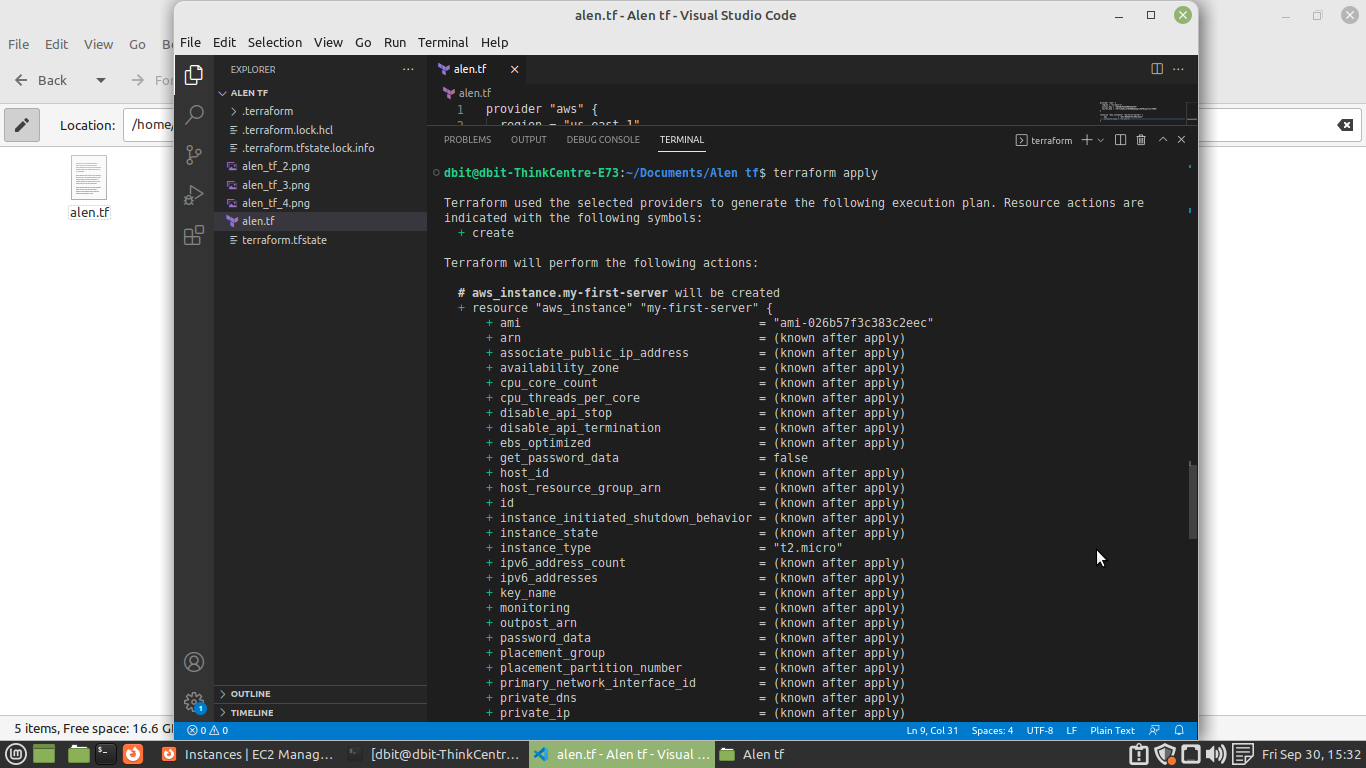 alen.tf - Alen tf - Visual Studio Code
File Edit View Go
Back
Location: /home/
alen.tf
5 items, Free space: 16.6
File Edit Selection View Go Run Terminal Help
EXPLORER
ALEN TF
.terraform
.terraform.lock.hcl
.terraform.tfstate.lock.info
alen_tf_2.png
alen_tf_3.png
alen_tf_4.png
alen.tf
terraform.tfstate
OUTLINE
TIMELINE
alen.tf
alen.tf
1 provider "aws" {
region = "us-east-1"
PROBLEMS OUTPUT DEBUG CONSOLE TERMINAL terraform
dbit@dbit-ThinkCentre-E73:~/Documents/Alen tf$ terraform apply
Terraform used the selected providers to generate the following execution plan. Resource actions are
indicated with the following symbols:
+ create
Terraform will perform the following actions:
# aws_instance.my-first-server will be created
+ resource "aws_instance" "my-first-server" {
+ ami = "ami-026b57f3c383c2eec"
+ arn = (known after apply)
+ associate_public_ip_address = (known after apply)
+ availability_zone = (known after apply)
+ cpu_core_count = (known after apply)
+ cpu_threads_per_core = (known after apply)
+ disable_api_stop = (known after apply)
+ disable_api_termination = (known after apply)
+ ebs_optimized = (known after apply)
+ get_password_data = false
+ host_id = (known after apply)
+ host_resource_group_arn = (known after apply)
+ id = (known after apply)
+ instance_initiated_shutdown_behavior = (known after apply)
+ instance_state = (known after apply)
+ instance_type = "t2.micro"
+ ipv6_address_count = (known after apply)
+ ipv6_addresses = (known after apply)
+ key_name = (known after apply)
+ monitoring = (known after apply)
+ outpost_arn = (known after apply)
+ password_data = (known after apply)
+ placement_group = (known after apply)
+ placement_partition_number = (known after apply)
+ primary_network_interface_id = (known after apply)
+ private_dns = (known after apply)
+ private_ip = (known after apply)
1
0 0 Ln 9, Col 31 Spaces: 4 UTF-8 LF Plain Text
Instances | EC2 Manag... [dbit@dbit-ThinkCentr... alen.tf - Alen tf - Visual ... Alen tf Fri Sep 30, 15:32